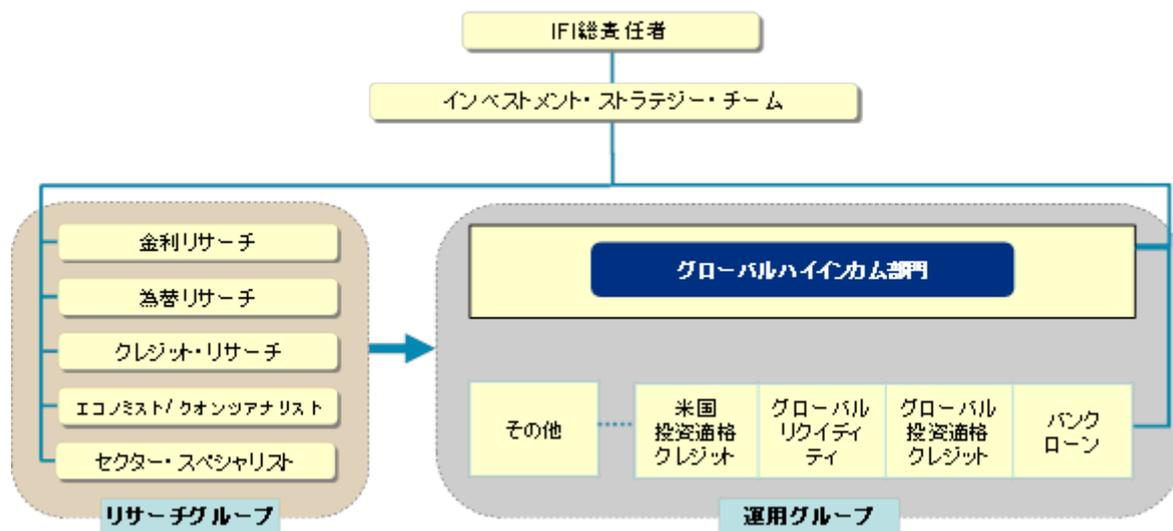 IFI総責任者
インベストメント・ストラテジー・チーム
金利リサーチ
為替リサーチ
クレジット・リサーチ
エコノミスト/クオンツアナリスト
セクター・スペシャリスト
リサーチグループ
グローバルハイインカム部門
その他
米国
投資適格
クレジット
グローバル
リクイディ
ティ
グローバル
投資適格
クレジット
バンク
ローン
運用グループ